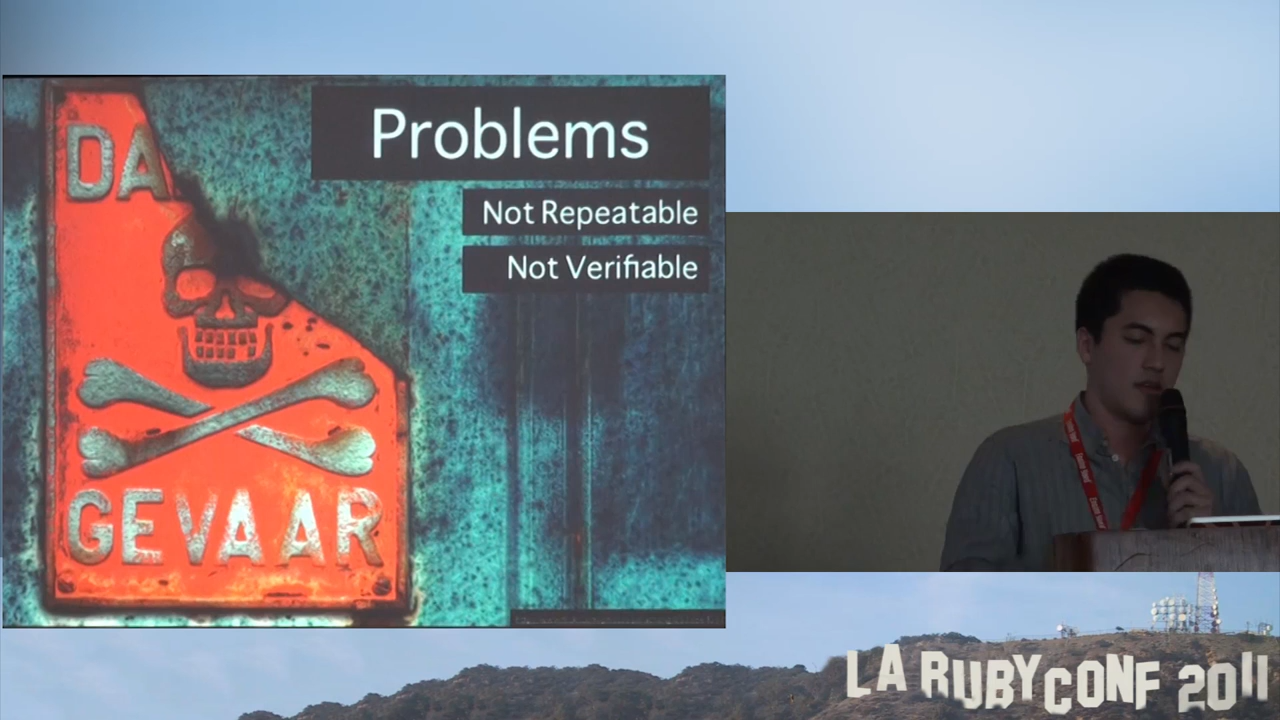 Problems
Not Repeatable
Not Verifiable
DA
GEVAAR
LA RUBYCONF 2011